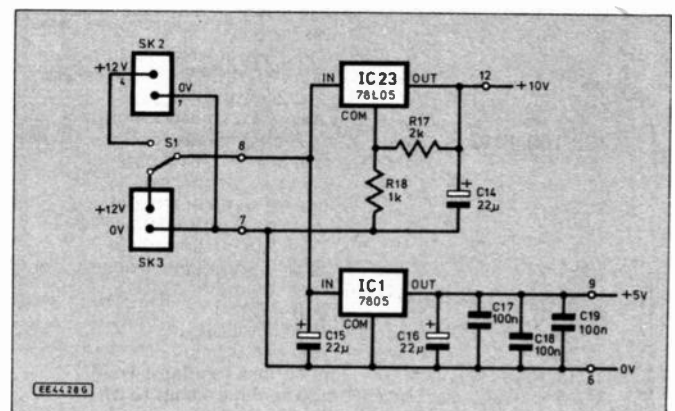 SK2
+12V
4
0V
7
S1
8
+12V
0V
7
SK3
IN
IC23
78L05
OUT
COM
12
+10V
R17
2k
R18
1k
+
C14
22µ
IN
IC1
7805
OUT
COM
9
+5V
+
C15
22µ
+
C16
22µ
C17
100n
C18
100n
C19
100n
6
0V
EE4428G